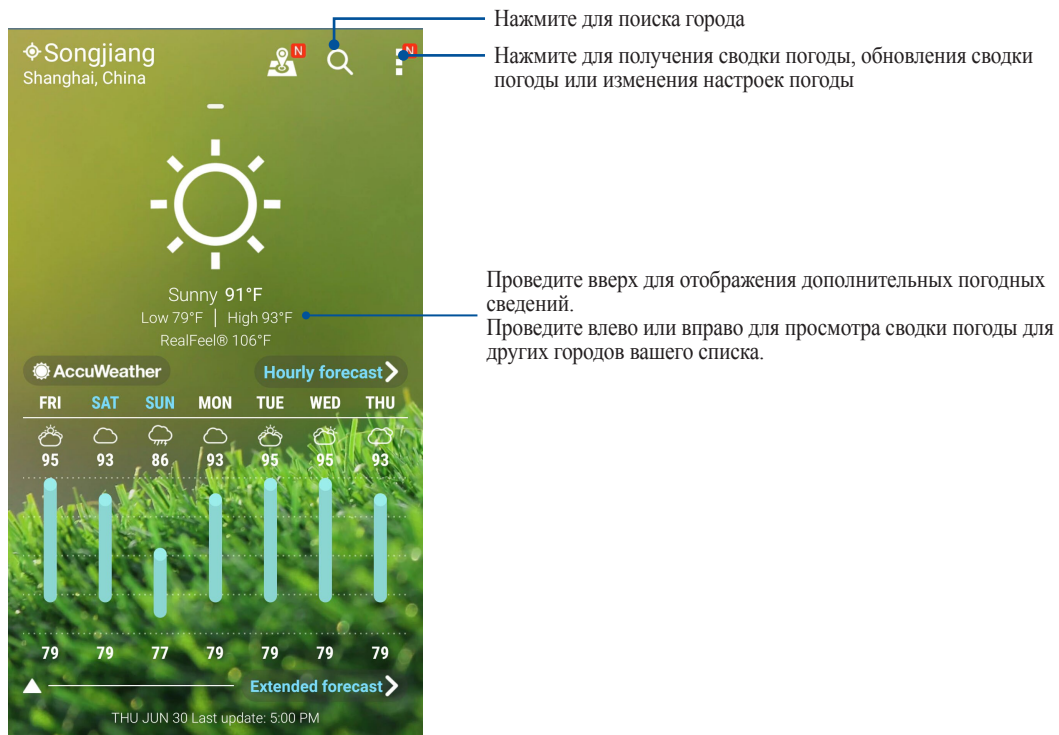 Нажмите для поиска города
Songjiang
Shanghai, China
N
N
Нажмите для получения сводки погоды, обновления сводки
погоды или изменения настроек погоды
Sunny 91°F
Low 79°F | High 93°F
RealFeel® 106°F
Проведите вверх для отображения дополнительных погодных
сведений.
Проведите влево или вправо для просмотра сводки погоды для
других городов вашего списка.
AccuWeather Hourly forecast
FRI SAT SUN MON TUE WED THU
95 93 86 93 95 95 93
79 79 77 79 79 79 79
Extended forecast
THU JUN 30 Last update: 5:00 PM